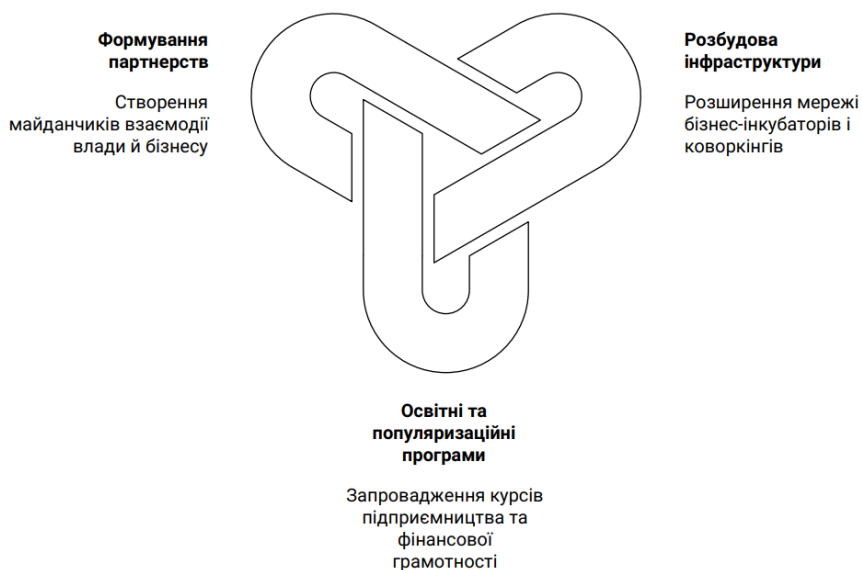 Формування
партнерств
Створення
майданчиків взаємодії
влади й бізнесу
Розбудова
інфраструктури
Розширення мережі
бізнес-інкубаторів і
коворкінгів
Освітні та
популяризаційні
програми
Запровадження курсів
підприємництва та
фінансової
грамотності